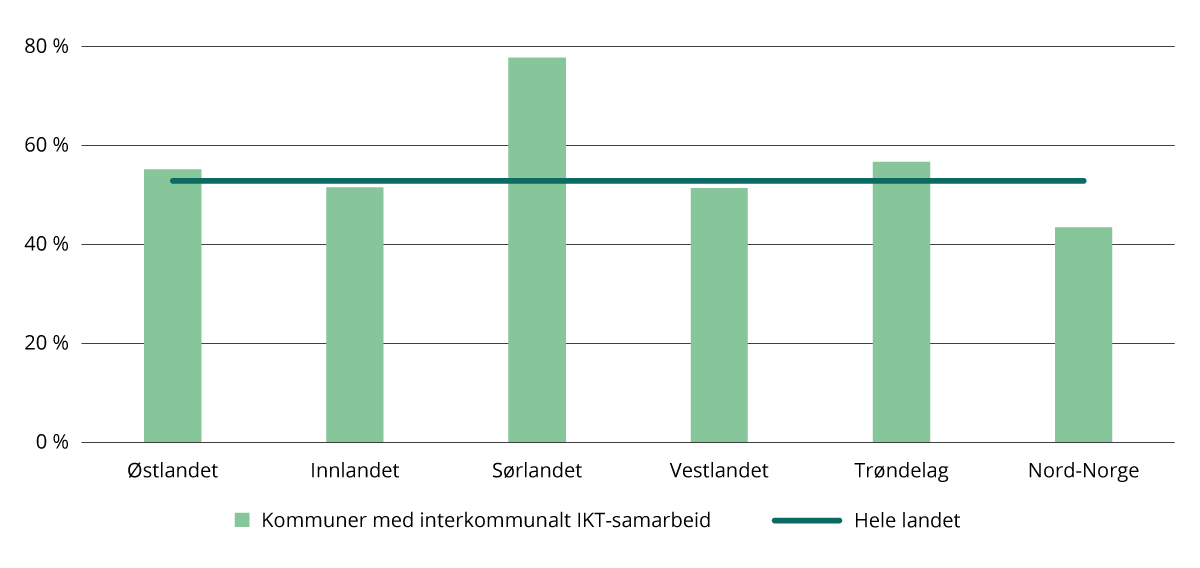 80 %
60 %
40 %
20 %
0 %
Østlandet Innlandet Sørlandet Vestlandet Trøndelag Nord-Norge
Kommuner med interkommunalt IKT-samarbeid Hele landet